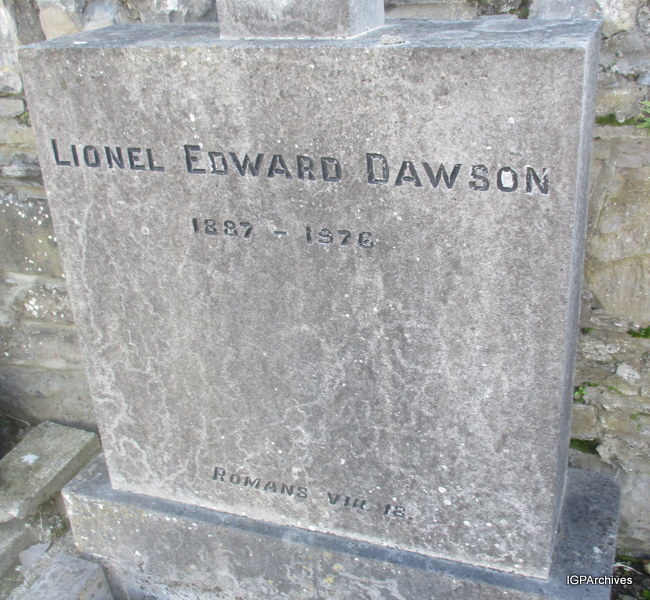 Lionel Edward Dawson
1887 - 1976
Romans VIII 18.
IGPArchives